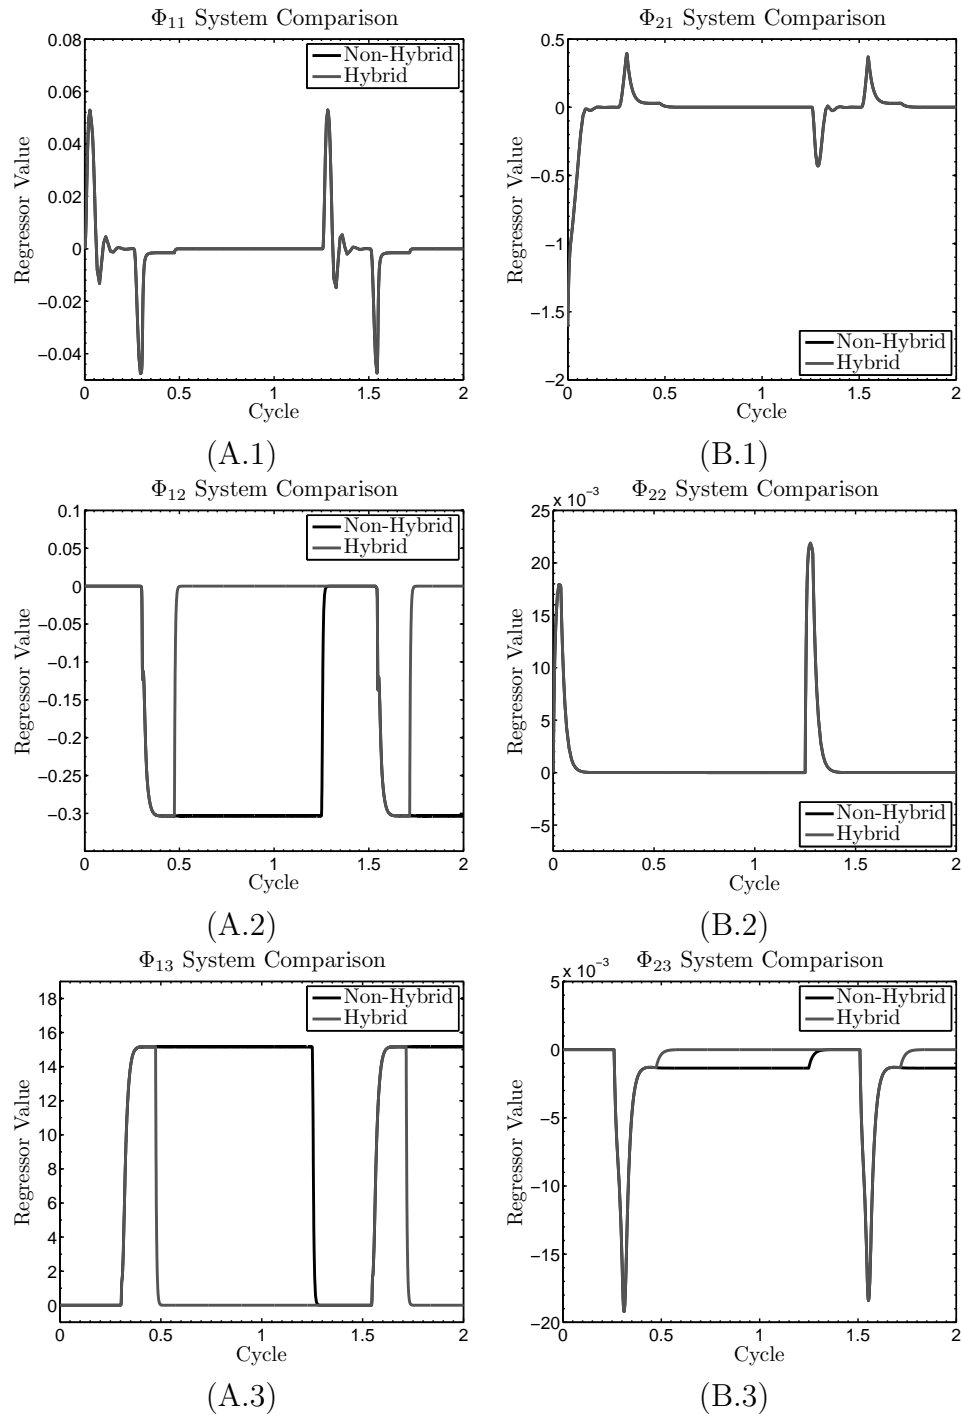 Φ11 System Comparison
0.08
0.06
0.04
0.02
0
−0.02
−0.04
Regressor Value
Non-Hybrid
Hybrid
0
0.5
1
1.5
2
Cycle
(A.1)
Φ21 System Comparison
0.5
0
−0.5
−1
−1.5
−2
Regressor Value
Non-Hybrid
Hybrid
0
0.5
1
1.5
2
Cycle
(B.1)
Φ12 System Comparison
0.1
0.05
0
−0.05
−0.1
−0.15
−0.2
−0.25
−0.3
Regressor Value
Non-Hybrid
Hybrid
0
0.5
1
1.5
2
Cycle
(A.2)
Φ22 System Comparison
x 10−3
25
20
15
10
5
0
−5
Regressor Value
Non-Hybrid
Hybrid
0
0.5
1
1.5
2
Cycle
(B.2)
Φ13 System Comparison
18
16
14
12
10
8
6
4
2
0
Regressor Value
Non-Hybrid
Hybrid
0
0.5
1
1.5
2
Cycle
(A.3)
Φ23 System Comparison
x 10−3
5
0
−5
−10
−15
−20
Regressor Value
Non-Hybrid
Hybrid
0
0.5
1
1.5
2
Cycle
(B.3)